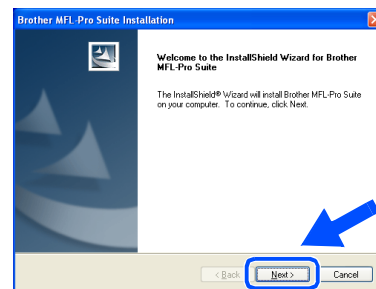 Brother MFL-Pro Suite Installation
Welcome to the InstallShield Wizard for Brother
MFL-Pro Suite
The InstallShield® Wizard will install Brother MFL-Pro Suite
on your computer. To continue, click Next.
< Back
Next >
Cancel